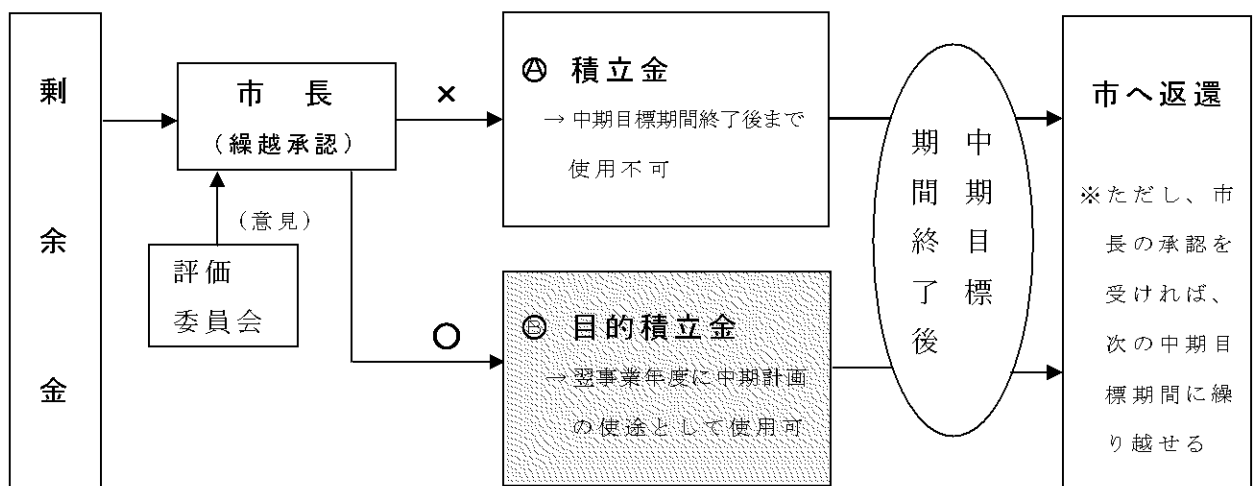 剰余金
市　長
（繰越承認）
（意見）
評価
委員会
×
○
Ⓐ 積立金
→ 中期目標期間終了後まで
使用不可
Ⓑ 目的積立金
→ 翌事業年度に中期計画
の使途として使用可
中期目標
期間終了後
市へ返還
※ただし、市
長の承認を
受ければ、
次の中期目
標期間に繰
り越せる